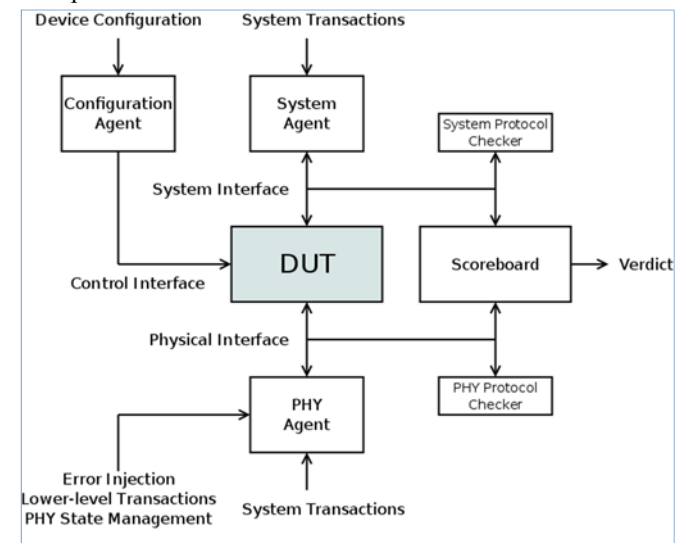 Device Configuration
System Transactions
Configuration
Agent
System
Agent
System Protocol
Checker
System Interface
DUT
Scoreboard
Verdict
Control Interface
Physical Interface
PHY
Agent
PHY Protocol
Checker
Error Injection
Lower-level Transactions
PHY State Management
System Transactions